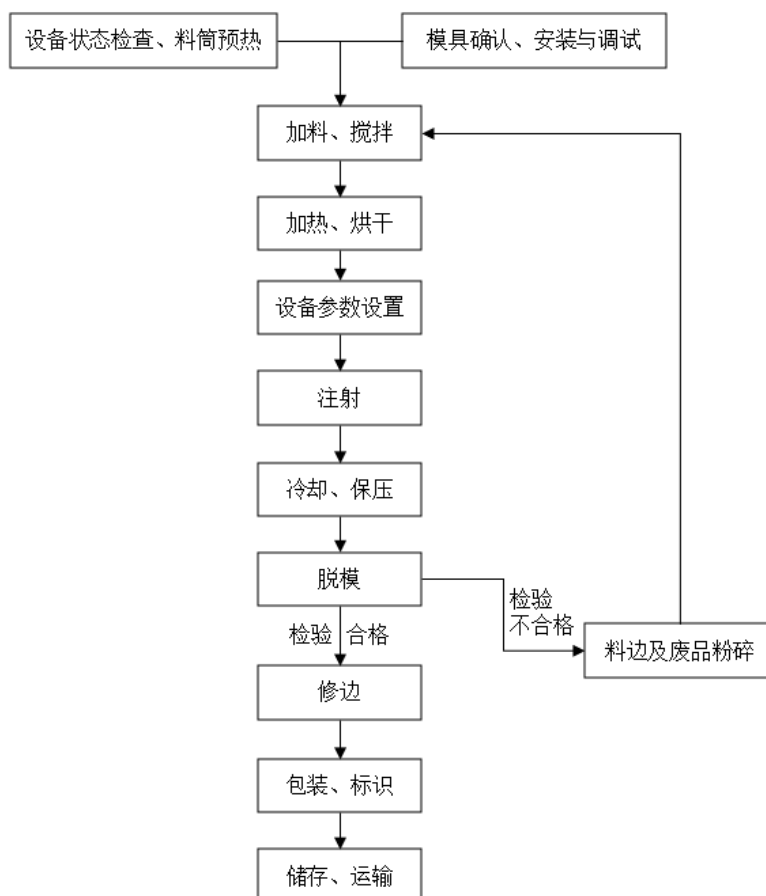 设备状态检查、料筒预热
模具确认、安装与调试
加料、搅拌
加热、烘干
设备参数设置
注射
冷却、保压
脱模
检验
不合格
检验 合格
料边及废品粉碎
修边
包装、标识
储存、运输